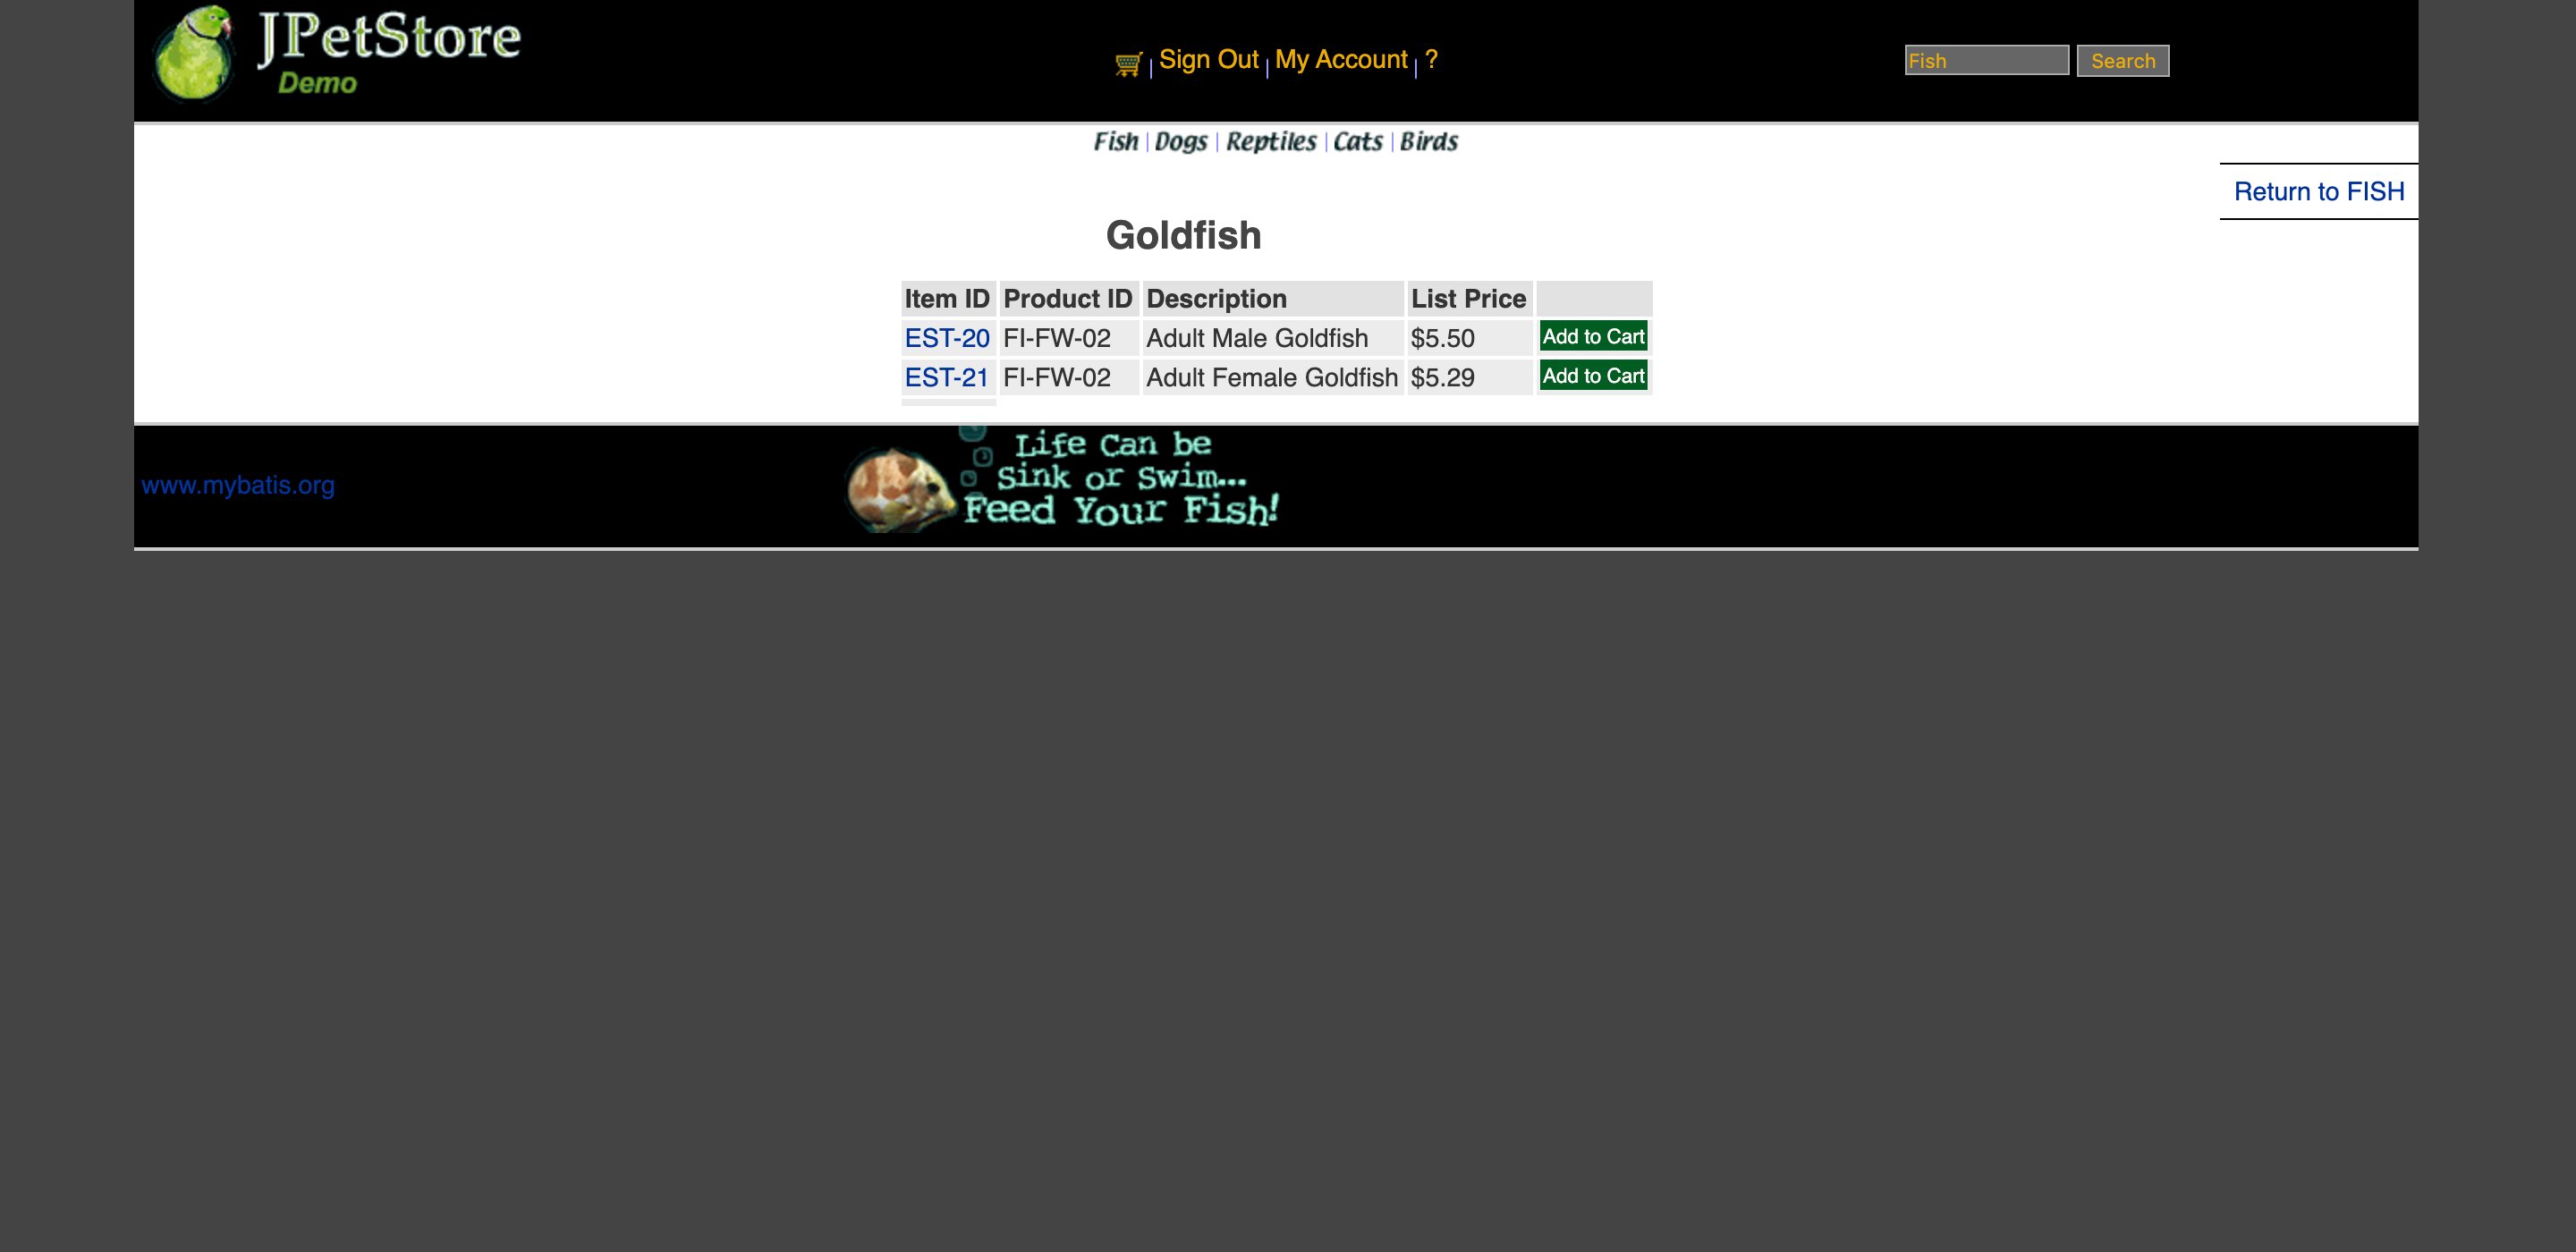 JPetStore
Demo
| Sign Out | My Account | ?
Fish Search
Fish | Dogs | Reptiles | Cats | Birds
Return to FISH
Goldfish
Item ID Product ID Description List Price
EST-20 FI-FW-02 Adult Male Goldfish $5.50 Add to Cart
EST-21 FI-FW-02 Adult Female Goldfish $5.29 Add to Cart
www.mybatis.org
Life Can be
Sink or Swim...
Feed Your Fish!